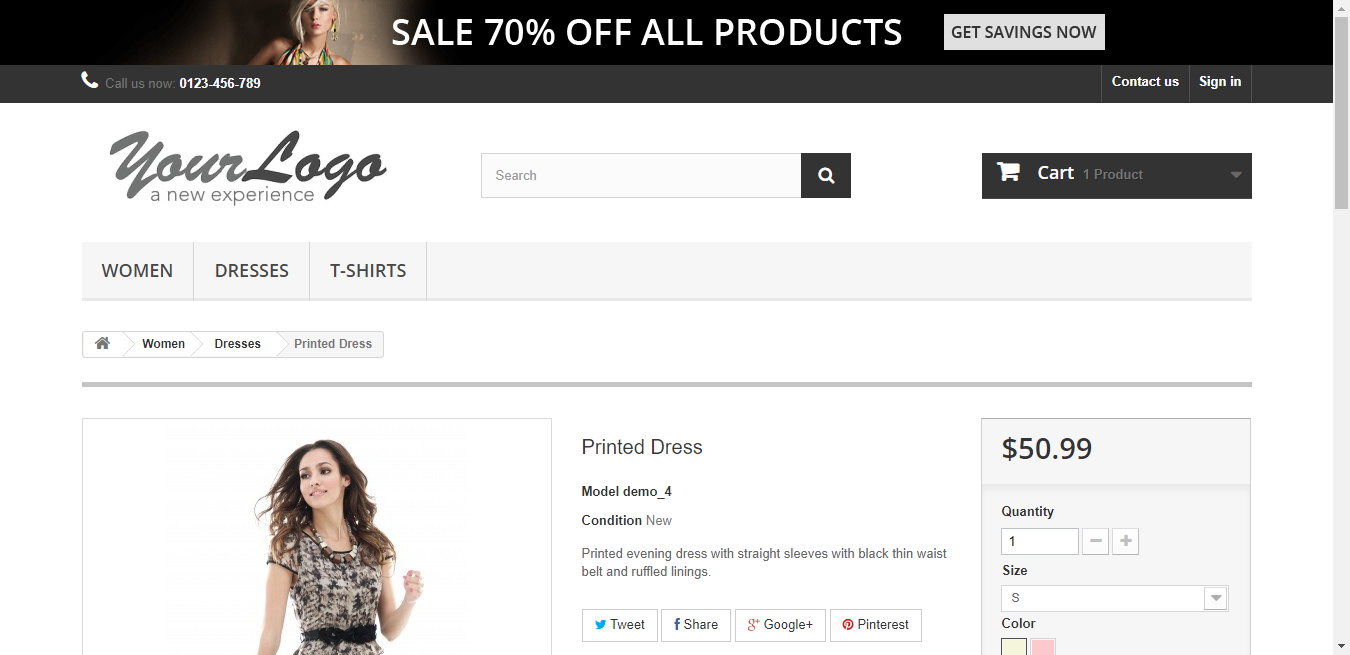 SALE 70% OFF ALL PRODUCTS
GET SAVINGS NOW
Call us now: 0123-456-789
Contact us
Sign in
YourLogo
a new experience
Search
Cart 1 Product
WOMEN
DRESSES
T-SHIRTS
Women
Dresses
Printed Dress
Printed Dress
Model demo_4
Condition New
Printed evening dress with straight sleeves with black thin waist
belt and ruffled linings.
Tweet
Share
Google+
Pinterest
$50.99
Quantity
1
Size
S
Color